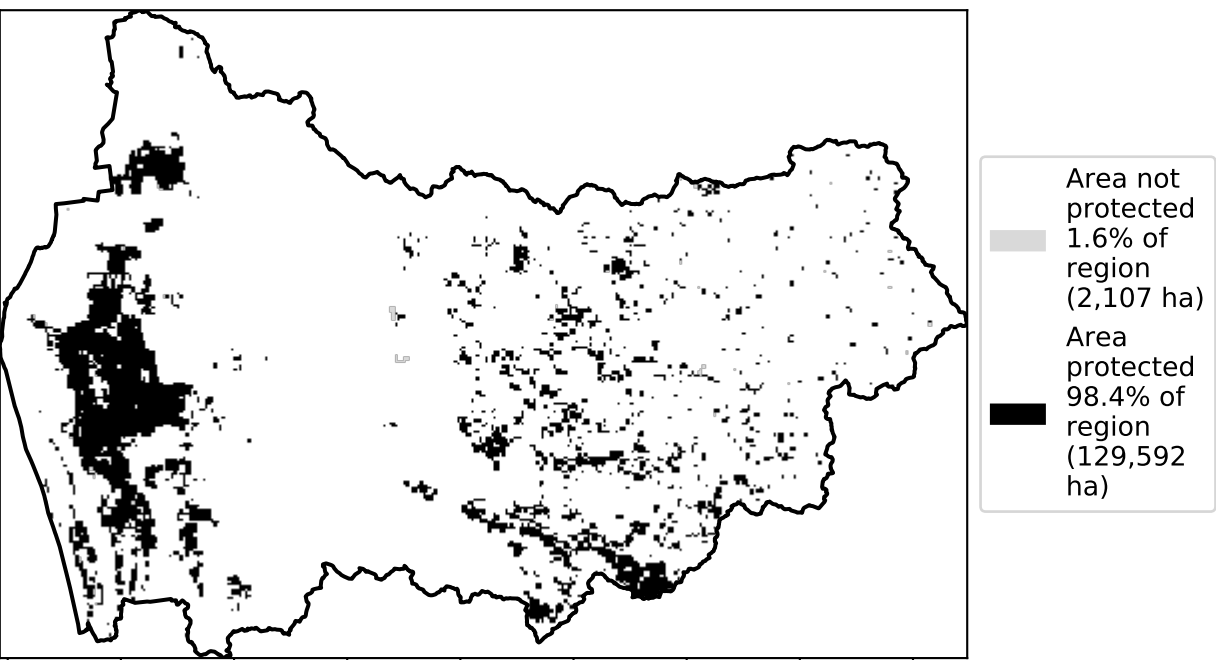 Area not
protected
1.6% of
region
(2,107 ha)
Area
protected
98.4% of
region
(129,592
ha)